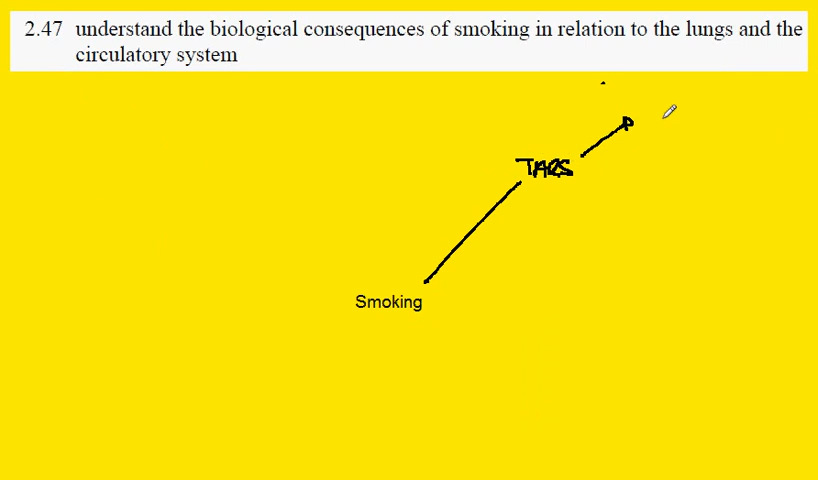 2.47 understand the biological consequences of smoking in relation to the lungs and the
circulatory system
P
TARS
Smoking